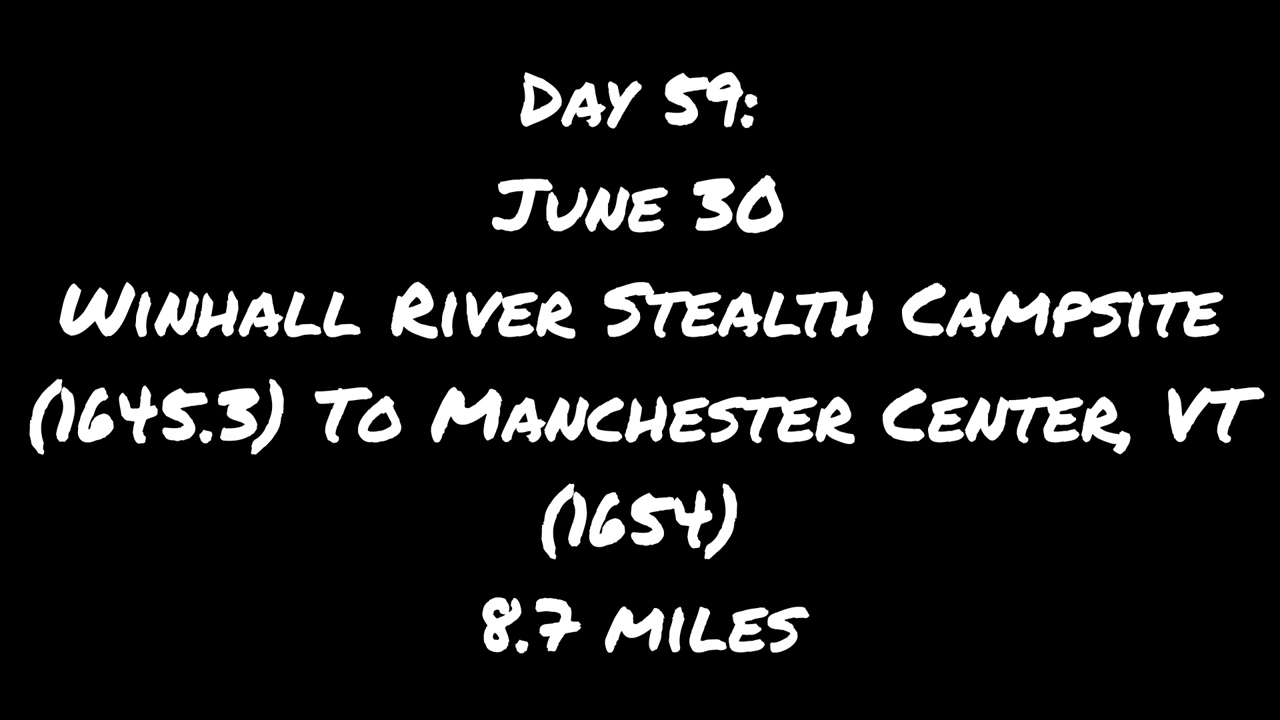 Day 59:
June 30
Winhall River Stealth Campsite
(1645.3) To Manchester Center, VT
(1654)
8.7 miles